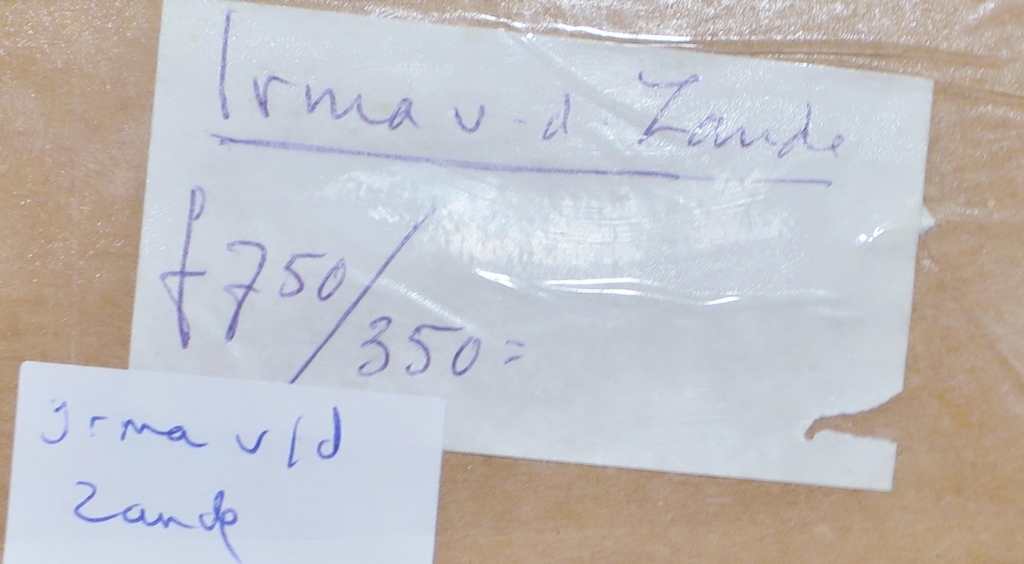 Irma v.d. Zande
f 750/350=
Irma v/d
Zande